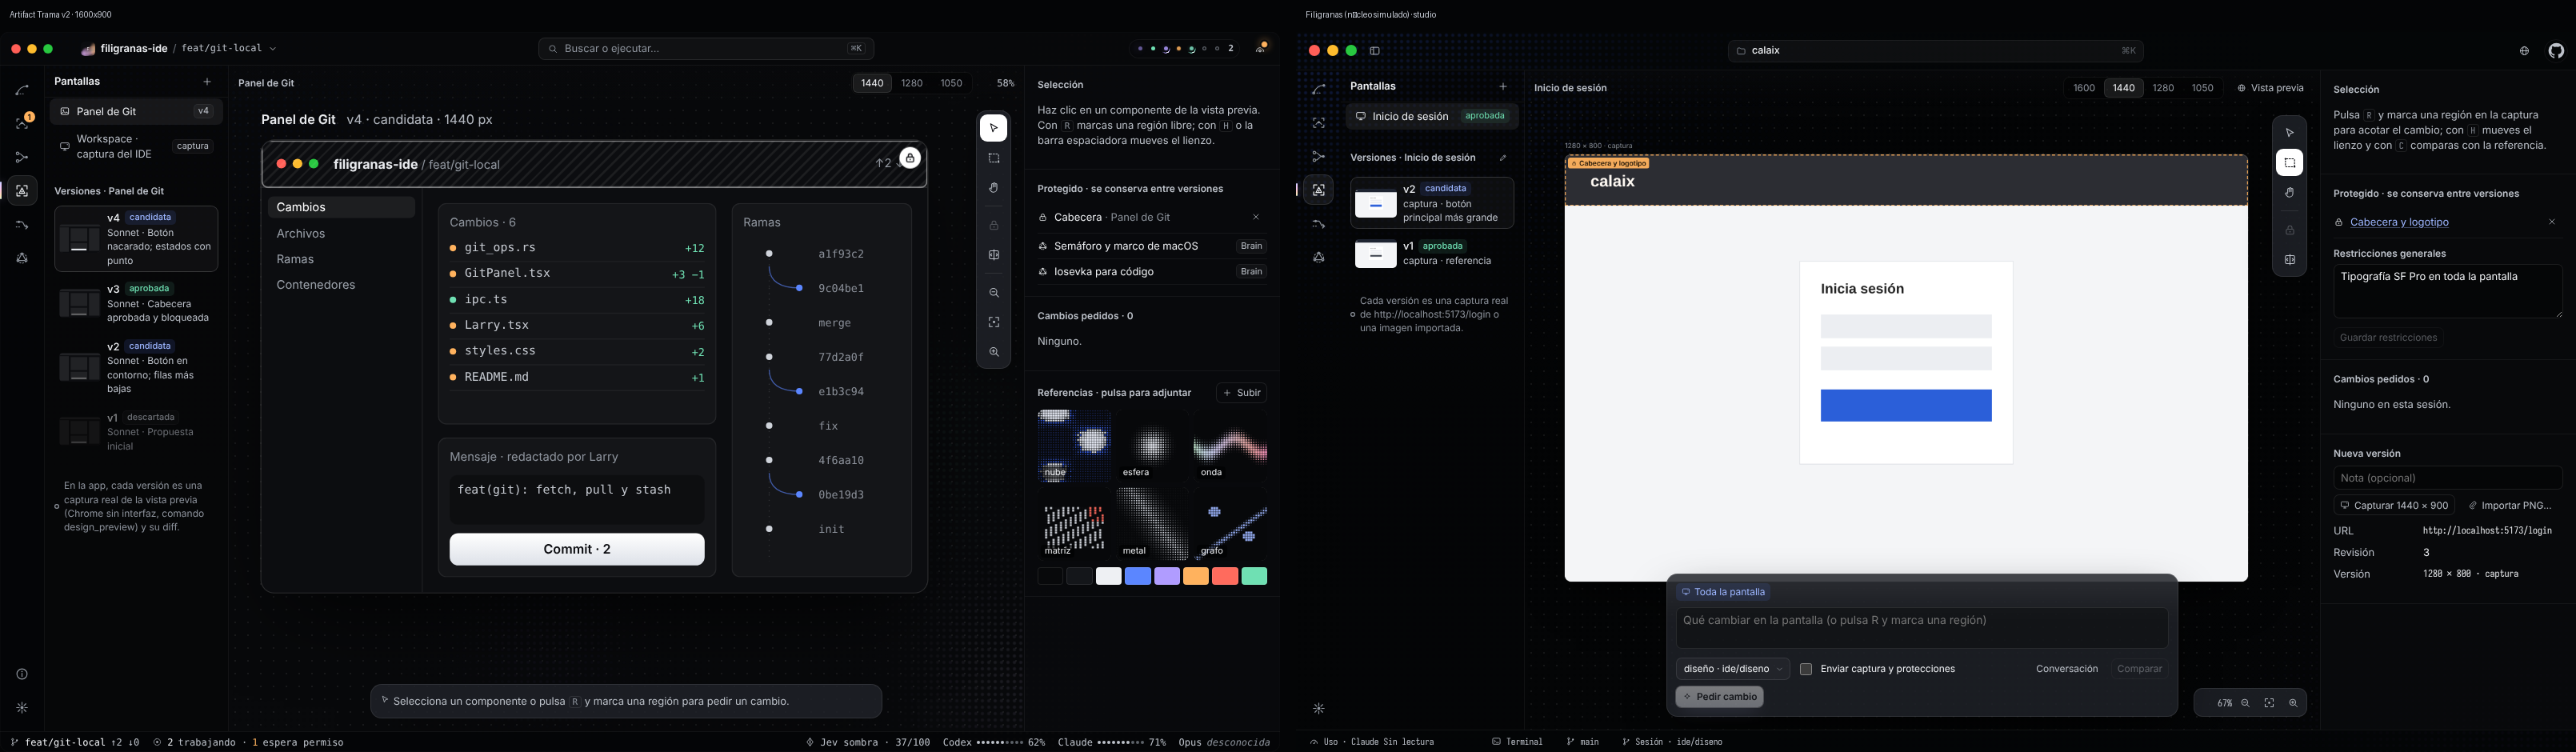 Artifact Trama v2 · 1600x900
filigranas-ide / feat/git-local
Buscar o ejecutar...
⌘K
2
Pantallas
+
Panel de Git
v4
Workspace ·
captura del IDE
captura
1
Versiones · Panel de Git
v4 candidata
Sonnet · Botón
nacarado; estados con
punto
v3 aprobada
Sonnet · Cabecera
aprobada y bloqueada
v2 candidata
Sonnet · Botón en
contorno; filas más
bajas
v1 descartada
Sonnet · Propuesta
inicial
En la app, cada versión es una
captura real de la vista previa
(Chrome sin interfaz, comando
design_preview) y su diff.
Panel de Git
1440 1280 1050
58%
Panel de Git v4 · candidata · 1440 px
filigranas-ide / feat/git-local
↑2
Cambios
Archivos
Ramas
Contenedores
Cambios · 6
git_ops.rs +12
GitPanel.tsx +3 −1
ipc.ts +18
Larry.tsx +6
styles.css +2
README.md +1
Mensaje · redactado por Larry
feat(git): fetch, pull y stash
Commit · 2
Ramas
a1f93c2
9c04be1
merge
77d2a0f
e1b3c94
fix
4f6aa10
0be19d3
init
Selecciona un componente o pulsa R y marca una región para pedir un cambio.
Selección
Haz clic en un componente de la vista previa.
Con R marcas una región libre; con H o la
barra espaciadora mueves el lienzo.
Protegido · se conserva entre versiones
Cabecera · Panel de Git ×
Semáforo y marco de macOS Brain
Iosevka para código Brain
Cambios pedidos · 0
Ninguno.
Referencias · pulsa para adjuntar
+ Subir
nube
esfera
onda
matriz
metal
grafo
feat/git-local ↑2 ↓0
2 trabajando · 1 espera permiso
Jev sombra · 37/100
Codex 62%
Claude 71%
Opus desconocida
Filigranas (núcleo simulado) · studio
calaix
⌘K
Pantallas
+
Inicio de sesión aprobada
Versiones · Inicio de sesión
v2 candidata
captura · botón
principal más grande
v1 aprobada
captura · referencia
Cada versión es una captura real
de http://localhost:5173/login o
una imagen importada.
Inicio de sesión
1600 1440 1280 1050
Vista previa
1280 × 800 · captura
Cabecera y logotipo
calaix
Inicia sesión
Toda la pantalla
Qué cambiar en la pantalla (o pulsa R y marca una región)
diseño · ide/diseno
Enviar captura y protecciones
Conversación
Comparar
Pedir cambio
67%
Selección
Pulsa R y marca una región en la captura
para acotar el cambio; con H mueves el
lienzo y con C comparas con la referencia.
Protegido · se conserva entre versiones
Cabecera y logotipo ×
Restricciones generales
Tipografía SF Pro en toda la pantalla
Guardar restricciones
Cambios pedidos · 0
Ninguno en esta sesión.
Nueva versión
Nota (opcional)
Capturar 1440 × 900
Importar PNG...
URL http://localhost:5173/login
Revisión 3
Versión 1280 × 800 · captura
Uso · Claude Sin lectura
Terminal
main
Sesión · ide/diseno